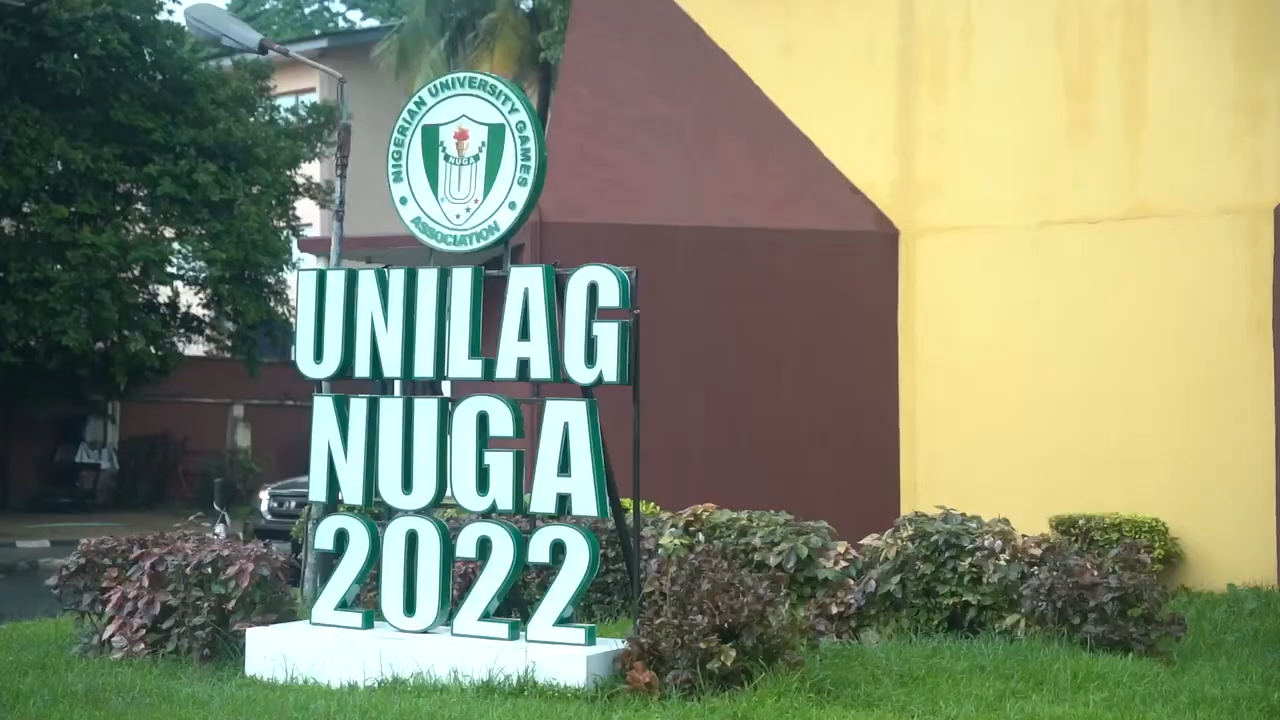 NIGERIAN UNIVERSITY GAMES
ASSOCIATION
NUGA
UNILAG
NUGA
2022